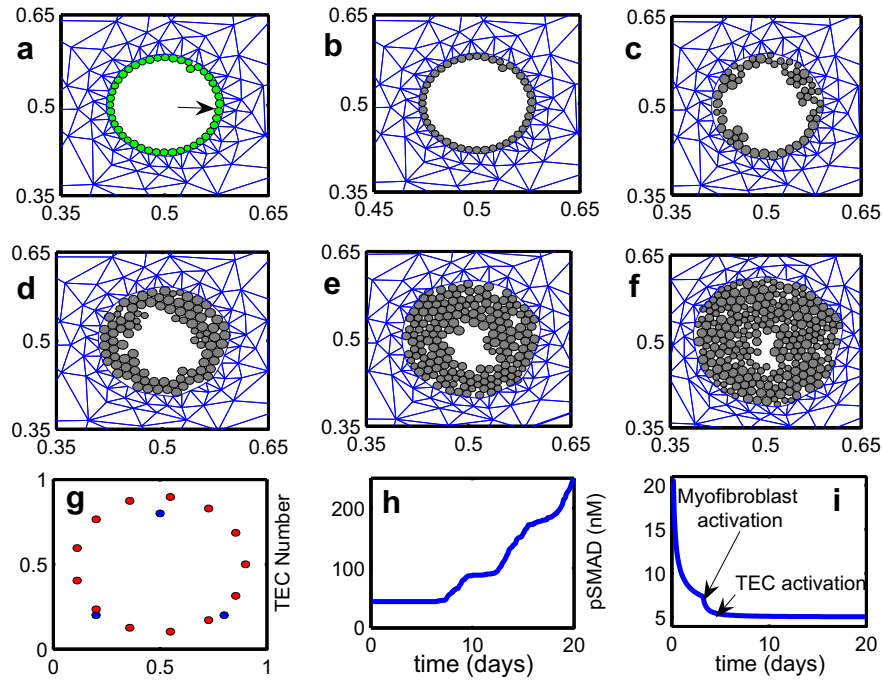 a
0.65
0.5
0.35
0.35 0.5 0.65
b
0.65
0.5
0.35
0.45 0.5 0.65
c
0.65
0.5
0.35
0.35 0.5 0.65
d
0.65
0.5
0.35
0.35 0.5 0.65
e
0.65
0.5
0.35
0.35 0.5 0.65
f
0.65
0.5
0.35
0.35 0.5 0.65
g
1
0.5
0
0 0.5 1
h
TEC Number
200
100
0
0 10 20
time (days)
i
pSMAD (nM)
20
15
10
5
0 10 20
time (days)
Myofibroblast
activation
TEC activation